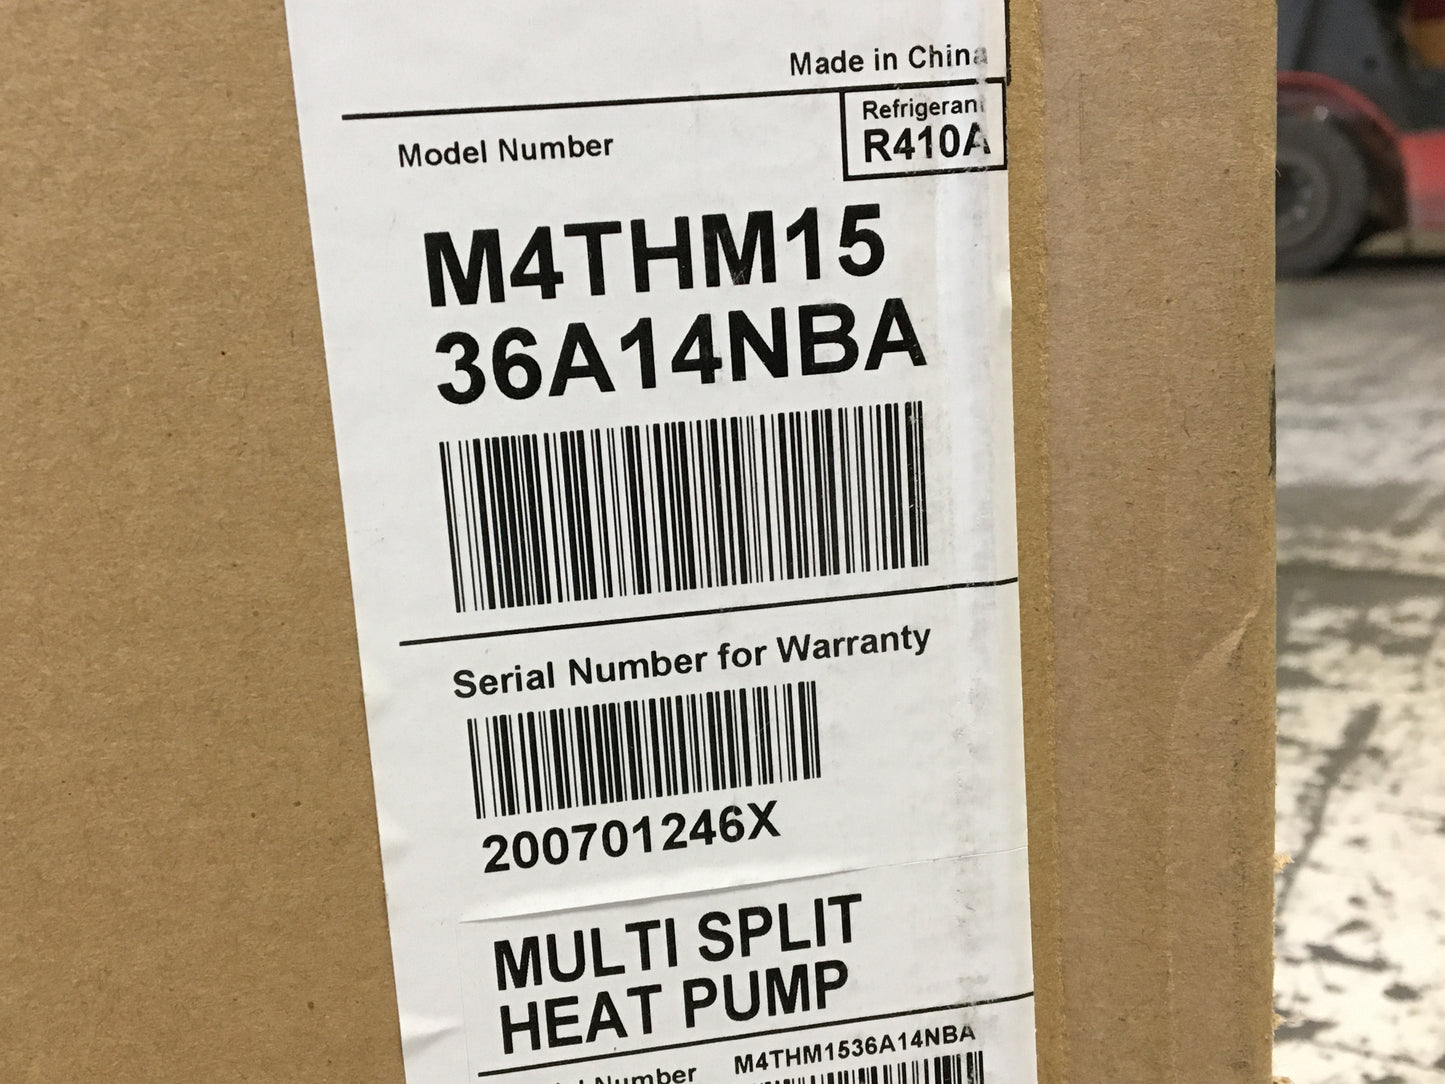 Made in China
Refrigerant
R410A
Model Number
M4THM15
36A14NBA
Serial Number for Warranty
200701246X
MULTI SPLIT
HEAT PUMP
Number M4THM1536A14NBA